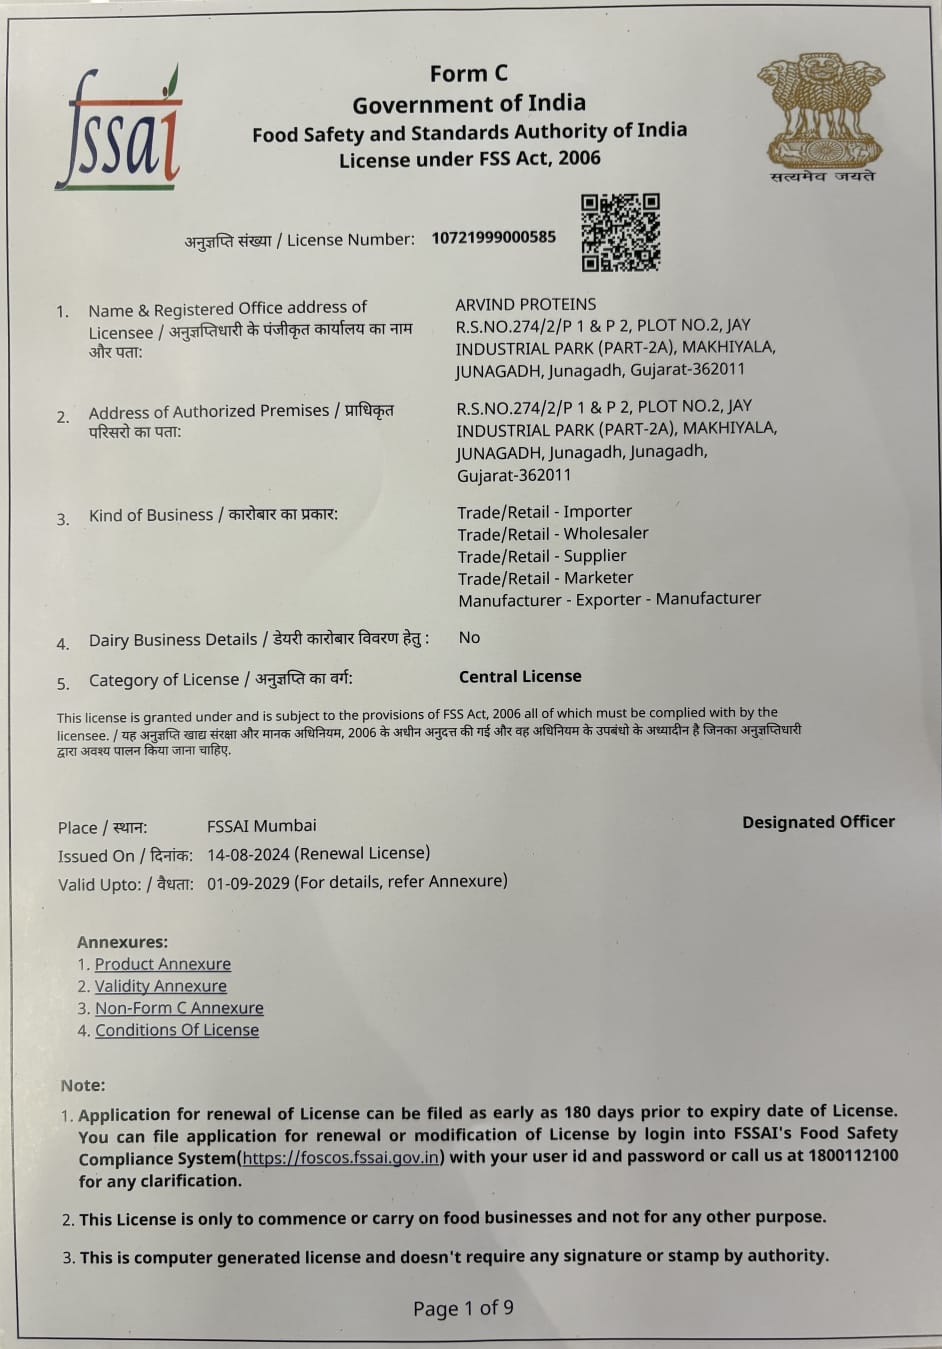 fssai
Form C
Government of India
Food Safety and Standards Authority of India
License under FSS Act, 2006
सत्यमेव जयते
अनुज्ञप्ति संख्या / License Number: 10721999000585
1. Name & Registered Office address of
Licensee / अनुज्ञप्तिधारी के पंजीकृत कार्यालय का नाम
और पता:
ARVIND PROTEINS
R.S.NO.274/2/P 1 & P 2, PLOT NO.2, JAY
INDUSTRIAL PARK (PART-2A), MAKHIYALA,
JUNAGADH, Junagadh, Gujarat-362011
2. Address of Authorized Premises / प्राधिकृत
परिसरो का पता:
R.S.NO.274/2/P 1 & P 2, PLOT NO.2, JAY
INDUSTRIAL PARK (PART-2A), MAKHIYALA,
JUNAGADH, Junagadh, Junagadh,
Gujarat-362011
3. Kind of Business / कारोबार का प्रकार:
Trade/Retail - Importer
Trade/Retail - Wholesaler
Trade/Retail - Supplier
Trade/Retail - Marketer
Manufacturer - Exporter - Manufacturer
4. Dairy Business Details / डेयरी कारोबार विवरण हेतु : No
5. Category of License / अनुज्ञप्ति का वर्ग: Central License
This license is granted under and is subject to the provisions of FSS Act, 2006 all of which must be complied with by the
licensee. / यह अनुज्ञप्ति खाद्य संरक्षा और मानक अधिनियम, 2006 के अधीन अनुदत्त की गई और वह अधिनियम के उपबंधो के अध्यादीन है जिनका अनुज्ञप्तिधारी
द्वारा अवश्य पालन किया जाना चाहिए.
Place / स्थान: FSSAI Mumbai
Designated Officer
Issued On / दिनांक: 14-08-2024 (Renewal License)
Valid Upto: / वैधता: 01-09-2029 (For details, refer Annexure)
Annexures:
1. Product Annexure
2. Validity Annexure
3. Non-Form C Annexure
4. Conditions Of License
Note:
1. Application for renewal of License can be filed as early as 180 days prior to expiry date of License.
You can file application for renewal or modification of License by login into FSSAI's Food Safety
Compliance System(https://foscos.fssai.gov.in) with your user id and password or call us at 1800112100
for any clarification.
2. This License is only to commence or carry on food businesses and not for any other purpose.
3. This is computer generated license and doesn't require any signature or stamp by authority.
Page 1 of 9